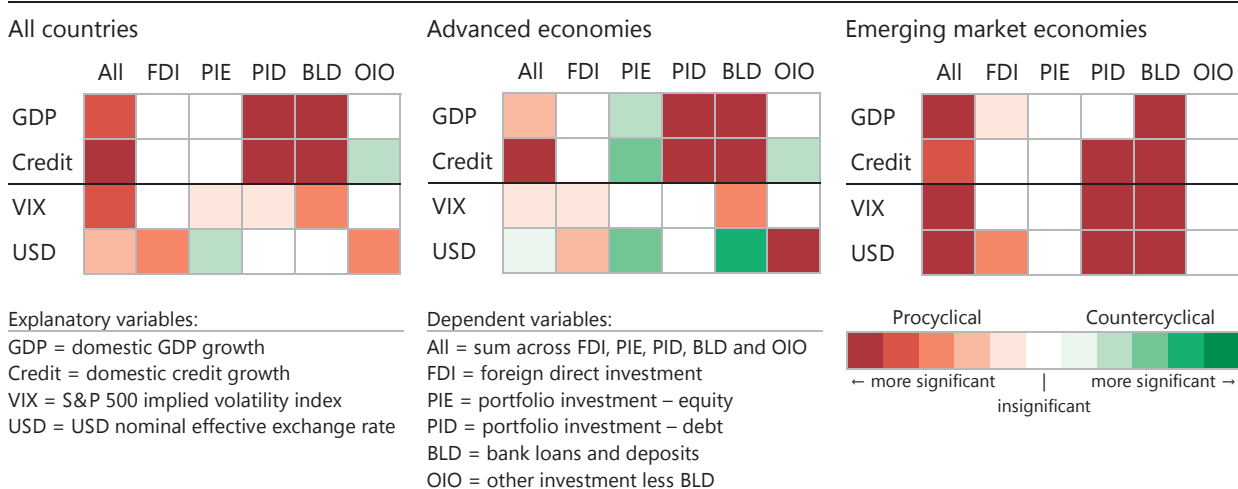 All countries
All FDI PIE PID BLD OIO
GDP
Credit
VIX
USD
Explanatory variables:
GDP = domestic GDP growth
Credit = domestic credit growth
VIX = S&P 500 implied volatility index
USD = USD nominal effective exchange rate
Advanced economies
All FDI PIE PID BLD OIO
GDP
Credit
VIX
USD
Dependent variables:
All = sum across FDI, PIE, PID, BLD and OIO
FDI = foreign direct investment
PIE = portfolio investment – equity
PID = portfolio investment – debt
BLD = bank loans and deposits
OIO = other investment less BLD
Emerging market economies
All FDI PIE PID BLD OIO
GDP
Credit
VIX
USD
Procyclical Countercyclical
← more significant | more significant →
insignificant